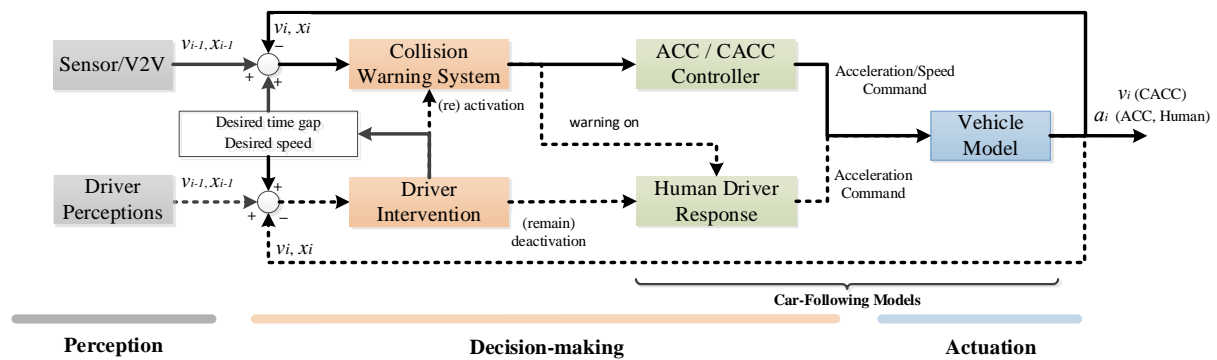 vi, xi
vi-1, xi-1
−
+
+
Sensor/V2V
Collision
Warning System
ACC / CACC
Controller
Acceleration/Speed
Command
vi (CACC)
ai (ACC, Human)
(re) activation
warning on
Desired time gap
Desired speed
Vehicle
Model
vi-1, xi-1
+
+
−
Driver
Perceptions
Driver
Intervention
Human Driver
Response
Acceleration
Command
(remain)
deactivation
vi, xi
Car-Following Models
Perception
Decision-making
Actuation